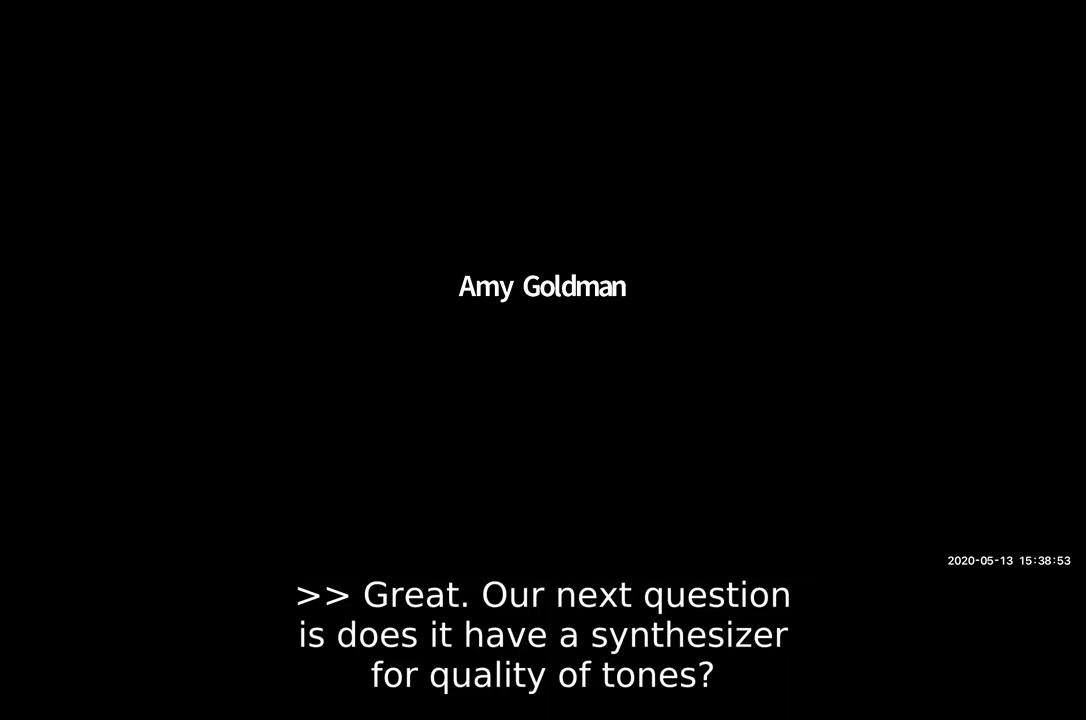 Amy Goldman
2020-05-13 15:38:53
>> Great. Our next question
is does it have a synthesizer
for quality of tones?